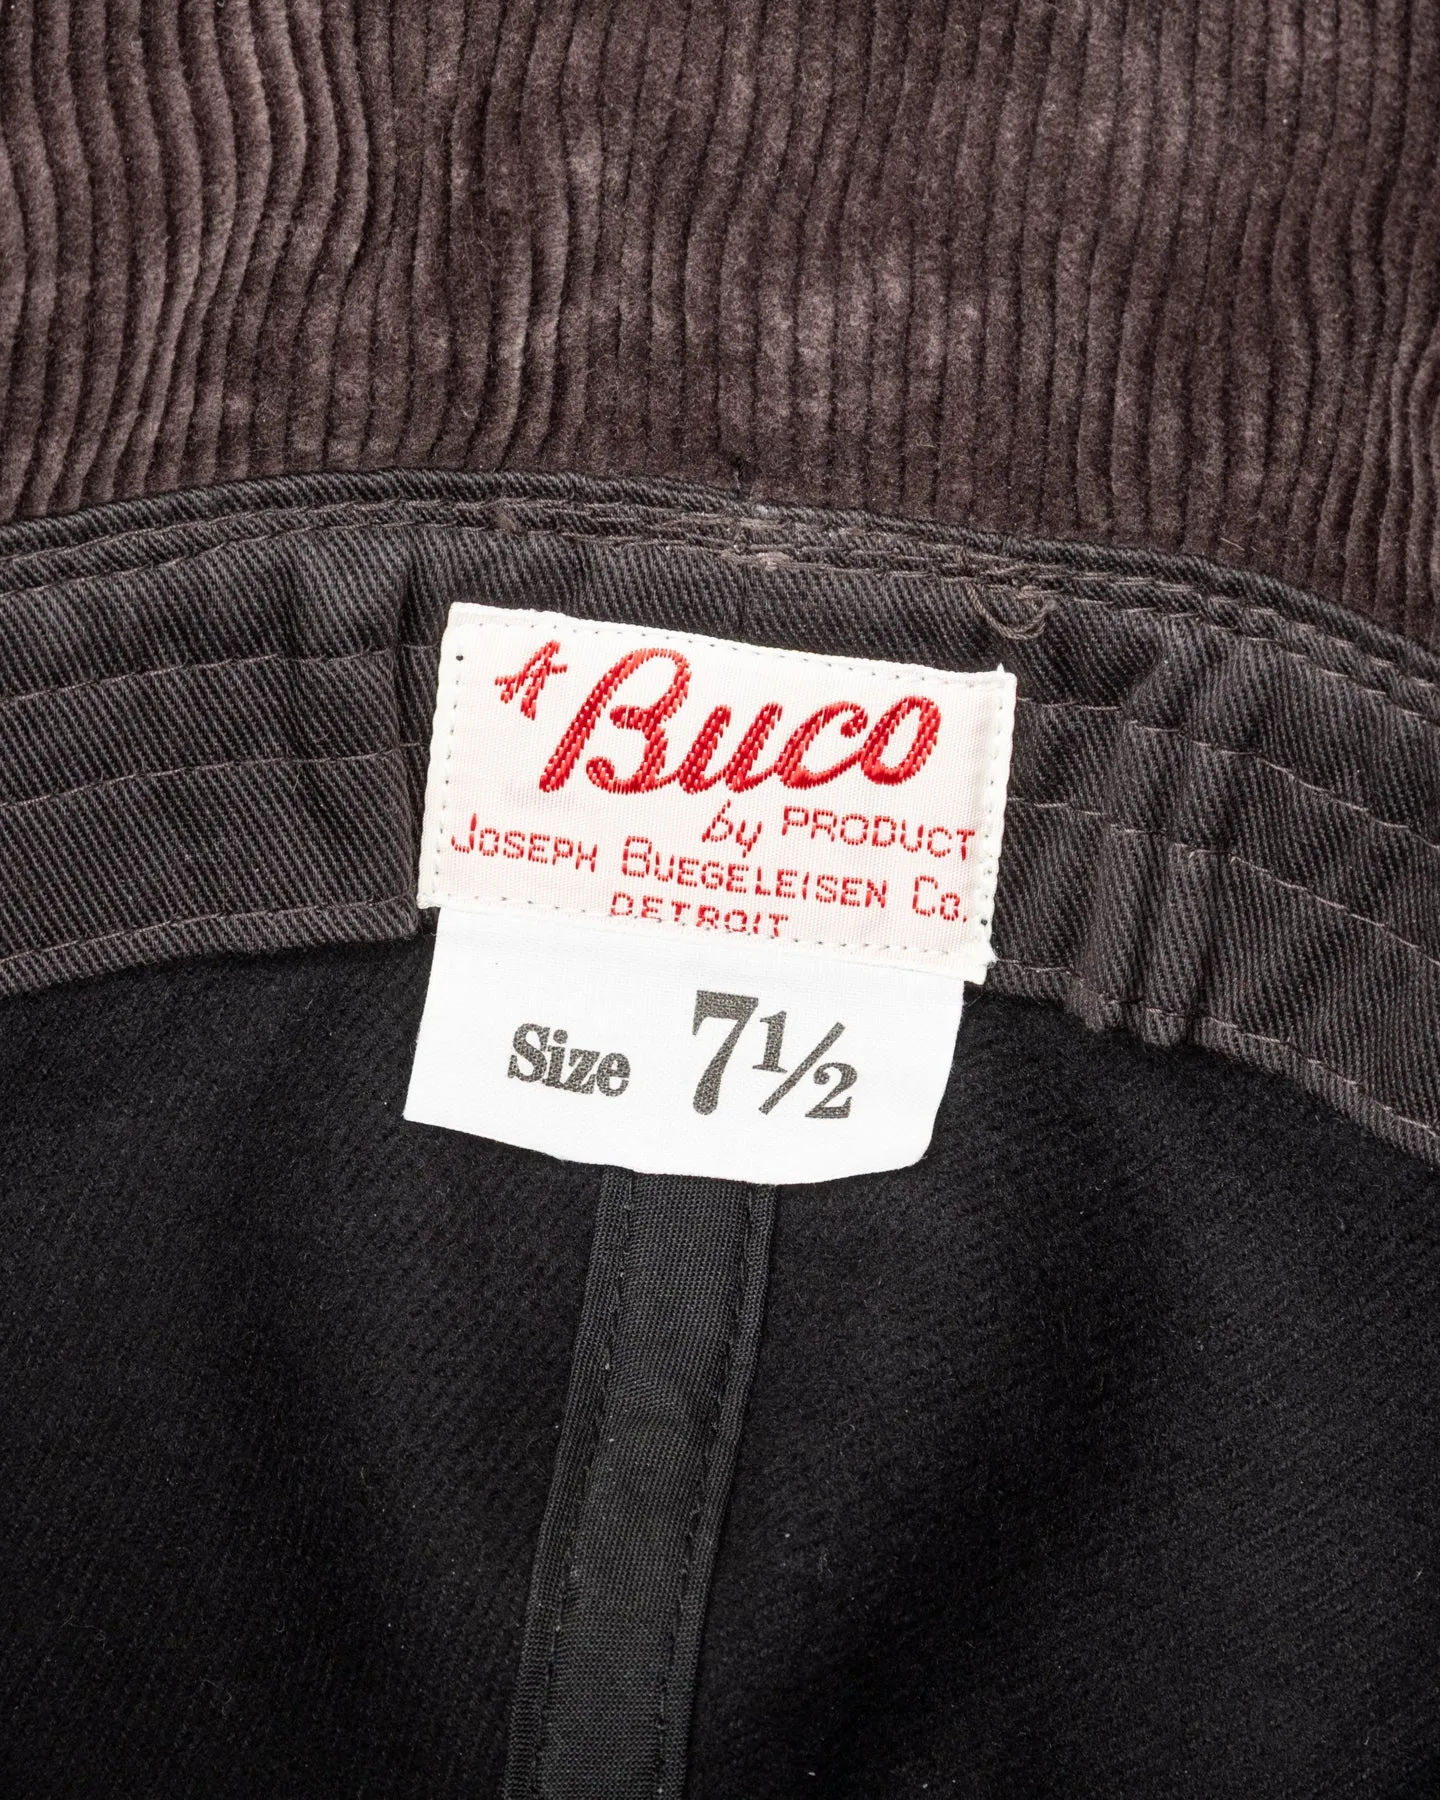 A Buco
by PRODUCT
JOSEPH BUEGELEISEN CO.
DETROIT
Size 7½